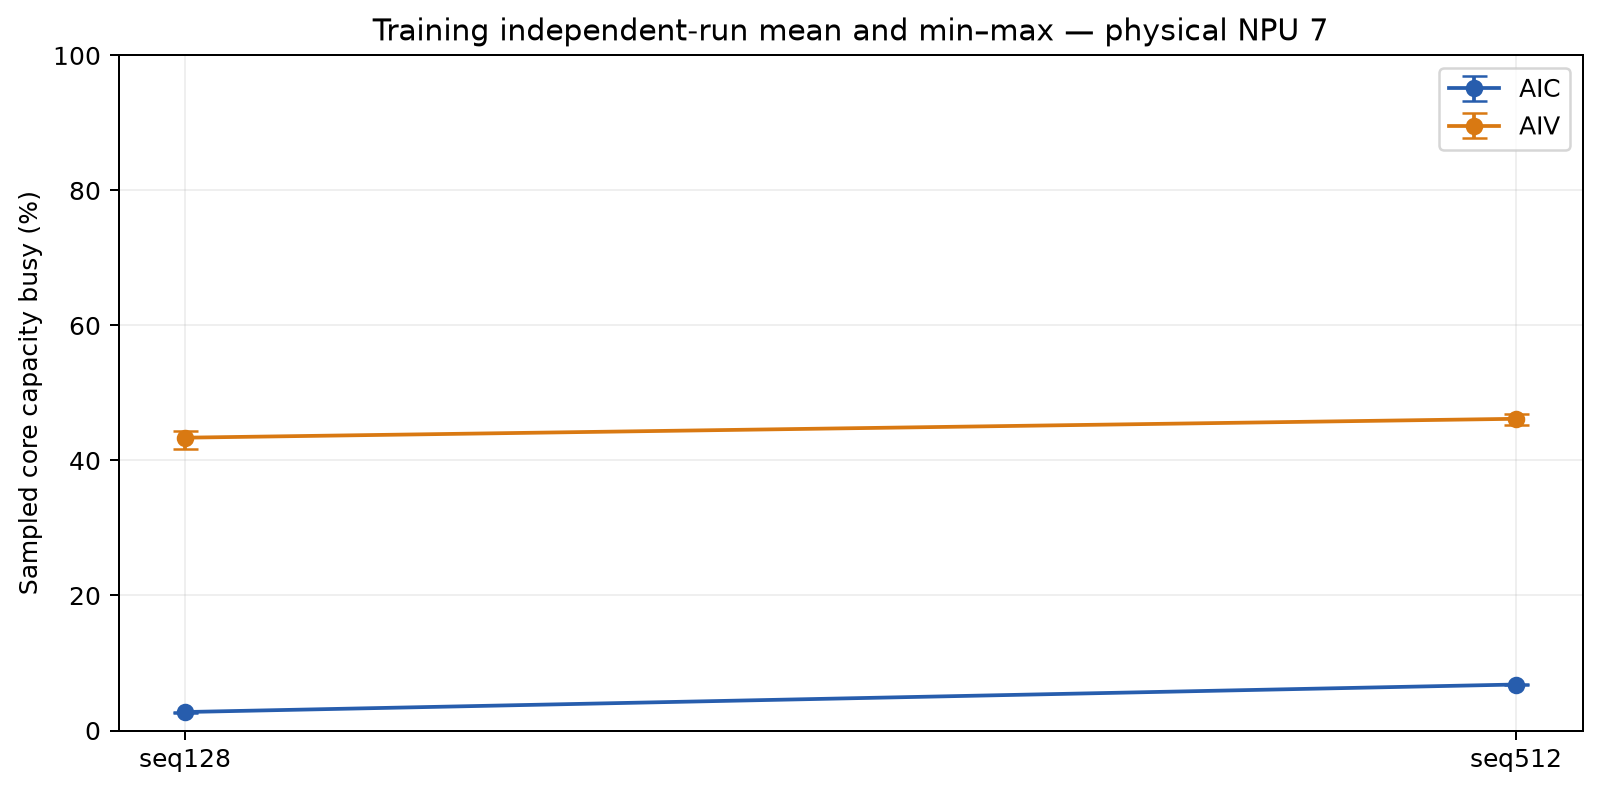 Training independent-run mean and min–max — physical NPU 7
Sampled core capacity busy (%)
100
80
60
40
20
0
AIC
AIV
seq128
seq512